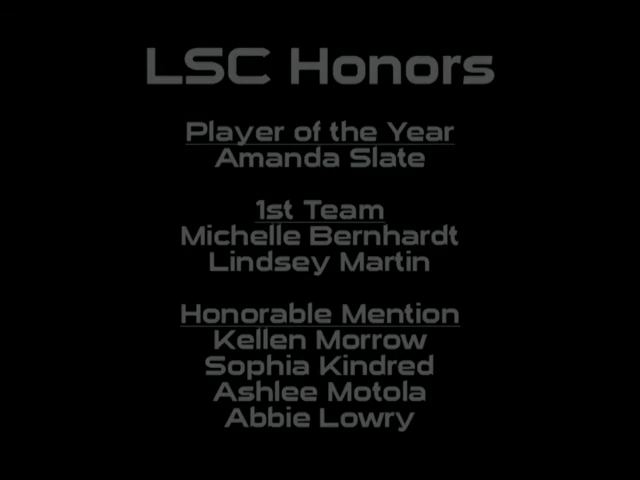 LSC Honors
Player of the Year
Amanda Slate
1st Team
Michelle Bernhardt
Lindsey Martin
Honorable Mention
Kellen Morrow
Sophia Kindred
Ashlee Motola
Abbie Lowry